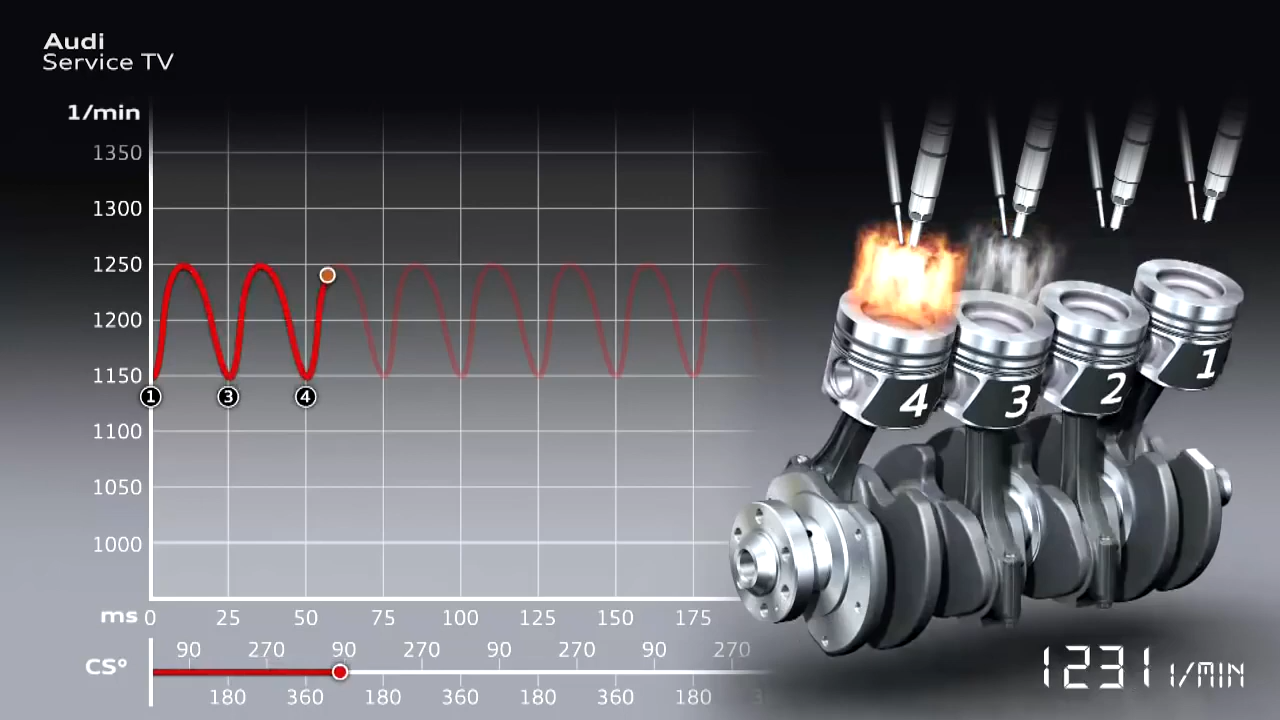 Audi
Service TV
1/min
1350
1300
1250
1200
1150
1100
1050
1000
1 3 4
ms 0 25 50 75 100 125 150 175
90 270 90 270 90 270 90 270
CS°
180 360 180 360 180 360 180 3
4 3 2 1
1231 1/MIN